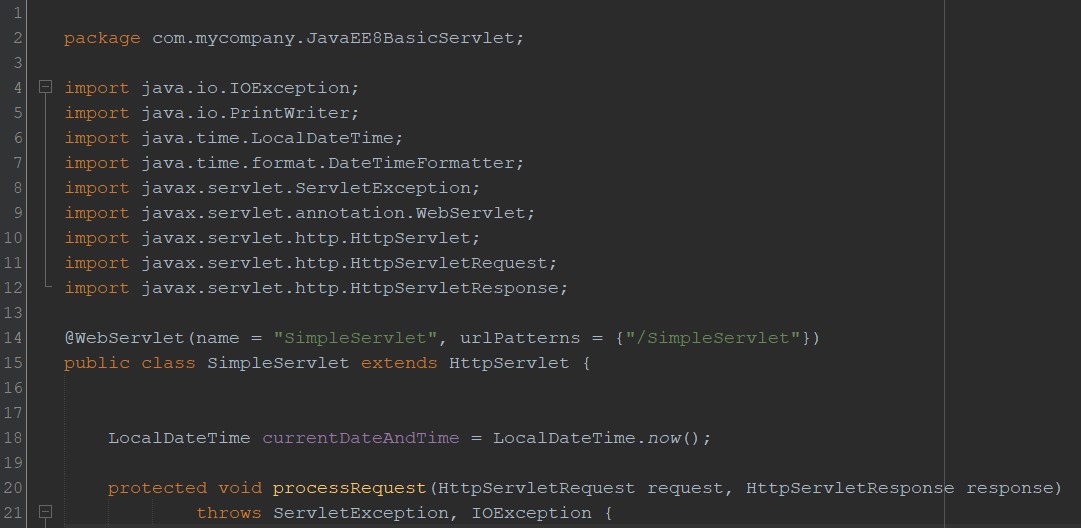 1
2 package com.mycompany.JavaEE8BasicServlet;
3
4 import java.io.IOException;
5 import java.io.PrintWriter;
6 import java.time.LocalDateTime;
7 import java.time.format.DateTimeFormatter;
8 import javax.servlet.ServletException;
9 import javax.servlet.annotation.WebServlet;
10 import javax.servlet.http.HttpServlet;
11 import javax.servlet.http.HttpServletRequest;
12 import javax.servlet.http.HttpServletResponse;
13
14 @WebServlet(name = "SimpleServlet", urlPatterns = {"/SimpleServlet"})
15 public class SimpleServlet extends HttpServlet {
16
17
18     LocalDateTime currentDateAndTime = LocalDateTime.now();
19
20     protected void processRequest(HttpServletRequest request, HttpServletResponse response)
21             throws ServletException, IOException {